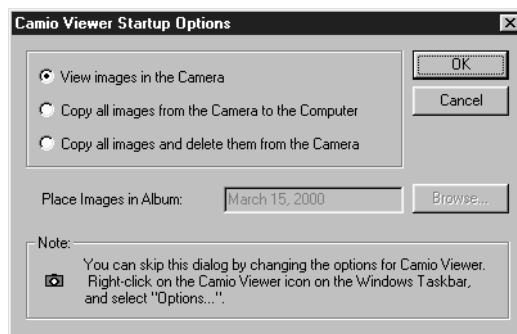 Camio Viewer Startup Options
View images in the Camera
Copy all images from the Camera to the Computer
Copy all images and delete them from the Camera
OK
Cancel
Place Images in Album: March 15, 2000 Browse...
Note:
You can skip this dialog by changing the options for Camio Viewer.
Right-click on the Camio Viewer icon on the Windows Taskbar,
and select "Options...".